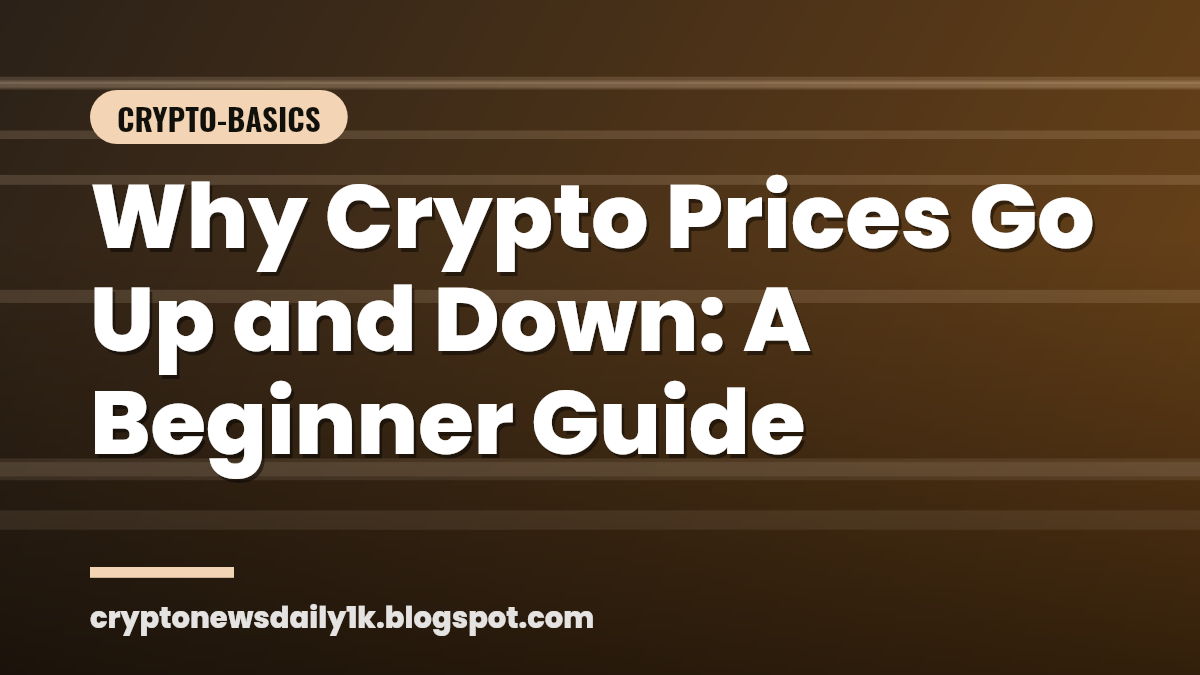 CRYPTO-BASICS
Why Crypto Prices Go
Up and Down: A
Beginner Guide
cryptonewsdaily1k.blogspot.com